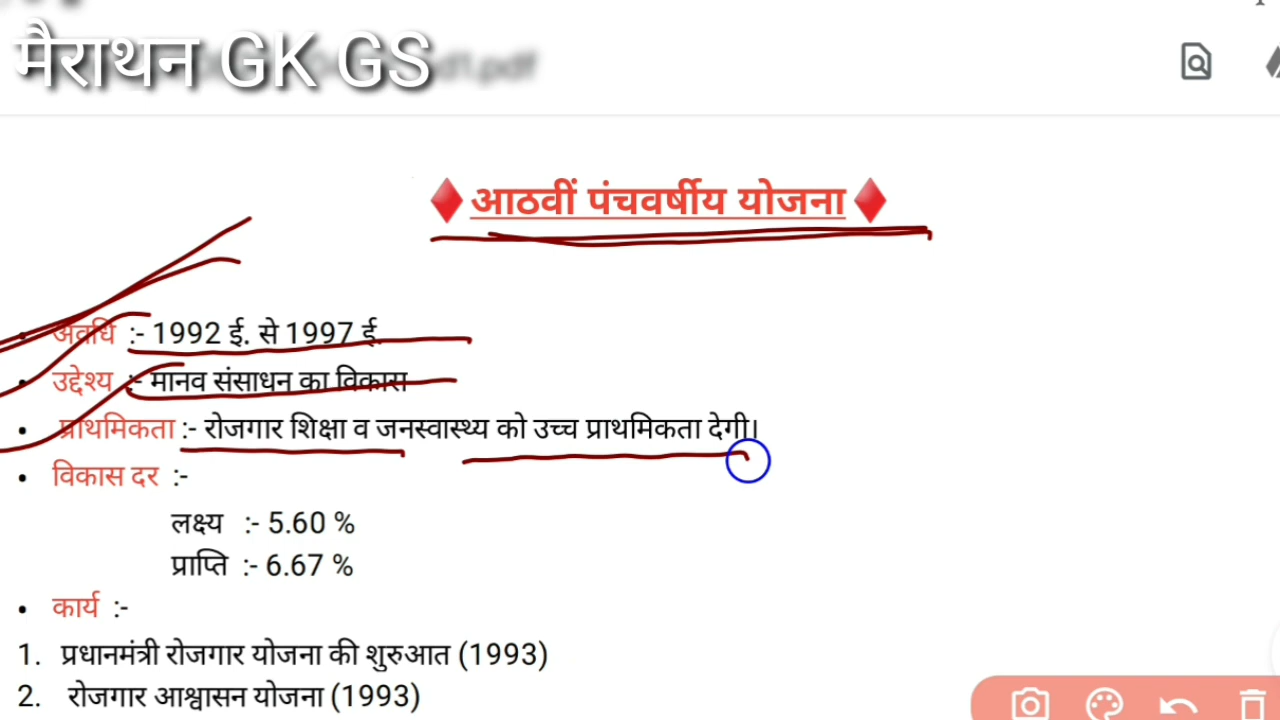 मैराथन GK GS
d1.pdf
♦आठवीं पंचवर्षीय योजना♦
• अवधि :- 1992 ई. से 1997 ई.
• उद्देश्य :- मानव संसाधन का विकास
• प्राथमिकता :- रोजगार शिक्षा व जनस्वास्थ्य को उच्च प्राथमिकता देगी।
• विकास दर :-
लक्ष्य :- 5.60 %
प्राप्ति :- 6.67 %
• कार्य :-
1. प्रधानमंत्री रोजगार योजना की शुरुआत (1993)
2. रोजगार आश्वासन योजना (1993)